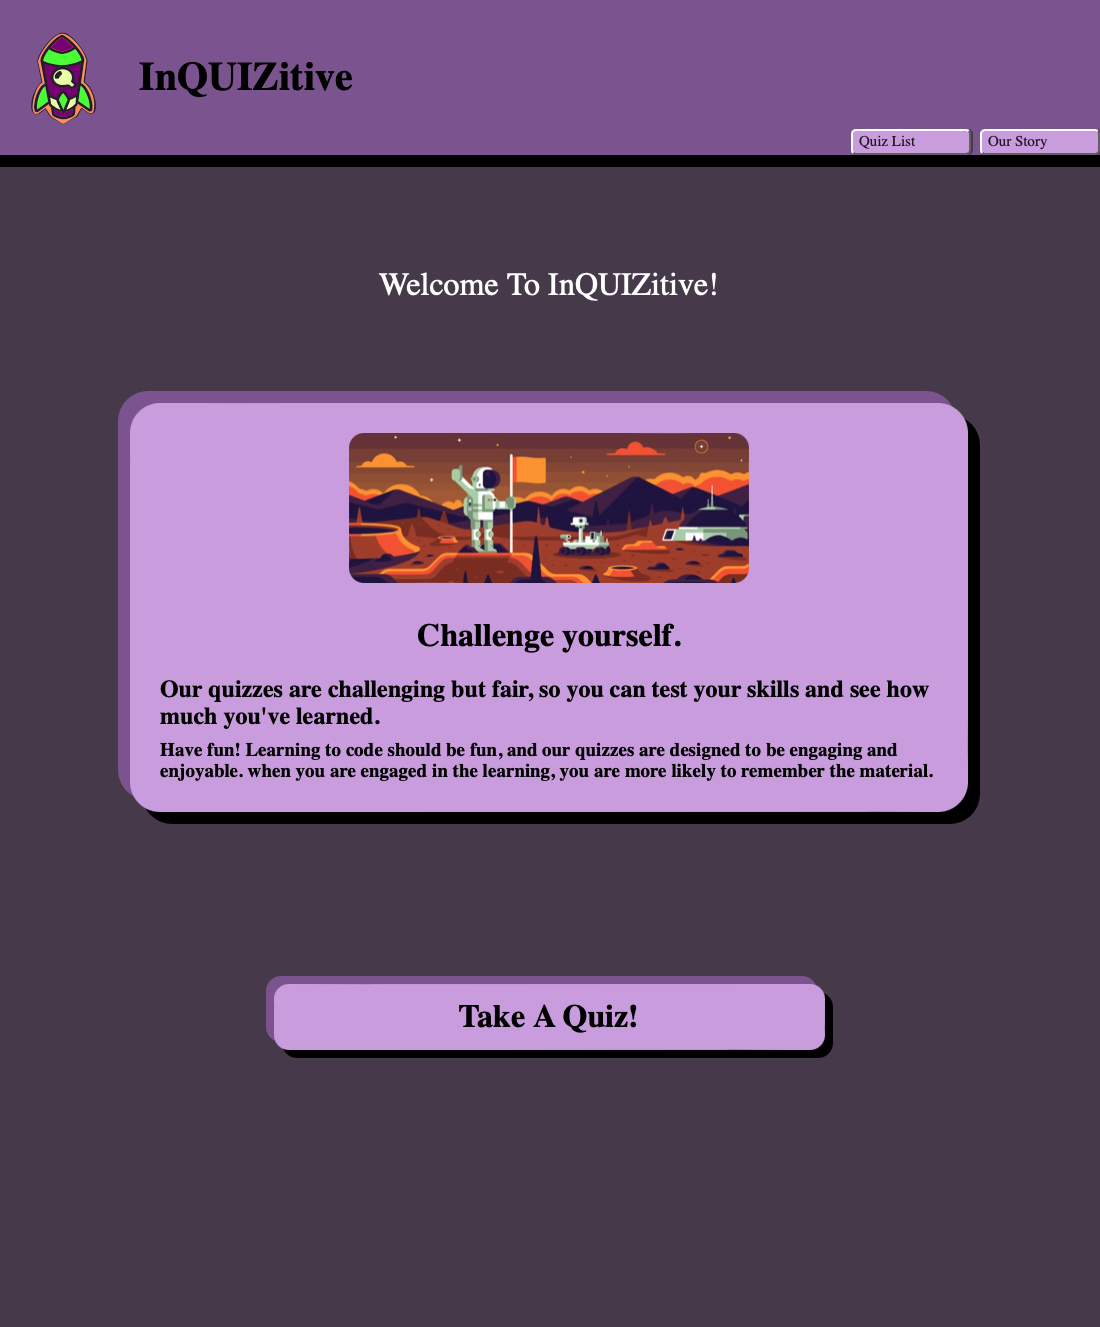 InQUIZitive
Quiz List
Our Story
Welcome To InQUIZitive!
Challenge yourself.
Our quizzes are challenging but fair, so you can test your skills and see how
much you've learned.
Have fun! Learning to code should be fun, and our quizzes are designed to be engaging and
enjoyable. when you are engaged in the learning, you are more likely to remember the material.
Take A Quiz!